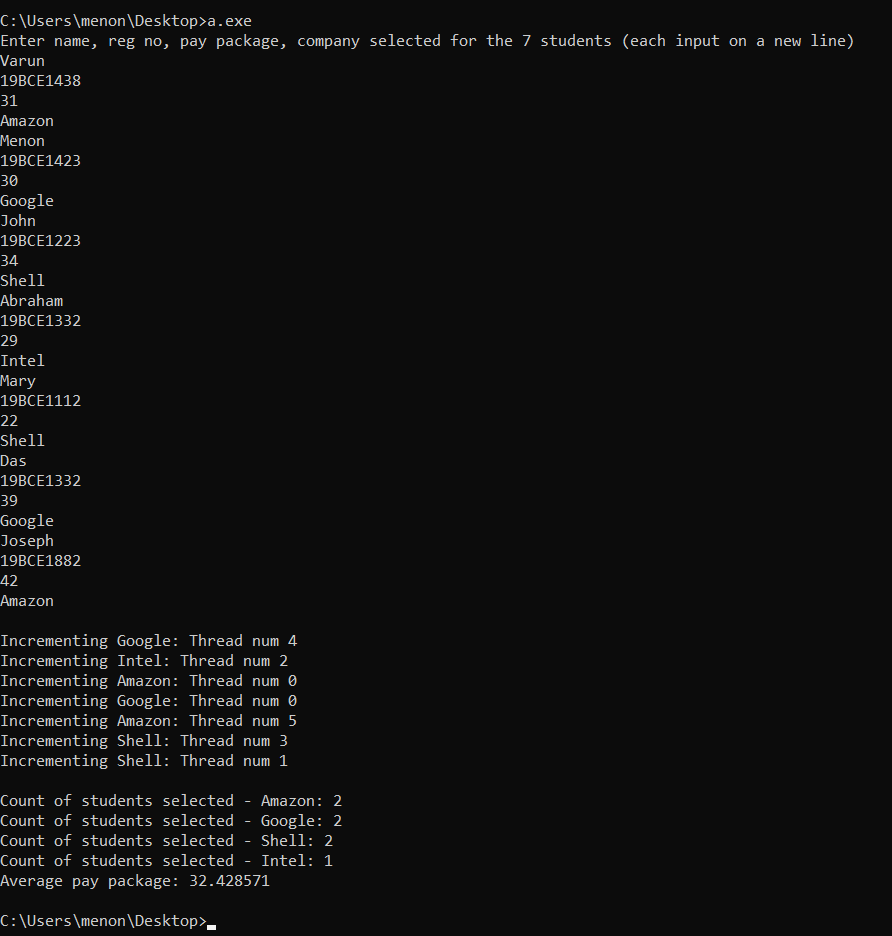 C:\Users\menon\Desktop>a.exe
Enter name, reg no, pay package, company selected for the 7 students (each input on a new line)
Varun
19BCE1438
31
Amazon
Menon
19BCE1423
30
Google
John
19BCE1223
34
Shell
Abraham
19BCE1332
29
Intel
Mary
19BCE1112
22
Shell
Das
19BCE1332
39
Google
Joseph
19BCE1882
42
Amazon
Incrementing Google: Thread num 4
Incrementing Intel: Thread num 2
Incrementing Amazon: Thread num 0
Incrementing Google: Thread num 0
Incrementing Amazon: Thread num 5
Incrementing Shell: Thread num 3
Incrementing Shell: Thread num 1
Count of students selected - Amazon: 2
Count of students selected - Google: 2
Count of students selected - Shell: 2
Count of students selected - Intel: 1
Average pay package: 32.428571
C:\Users\menon\Desktop>